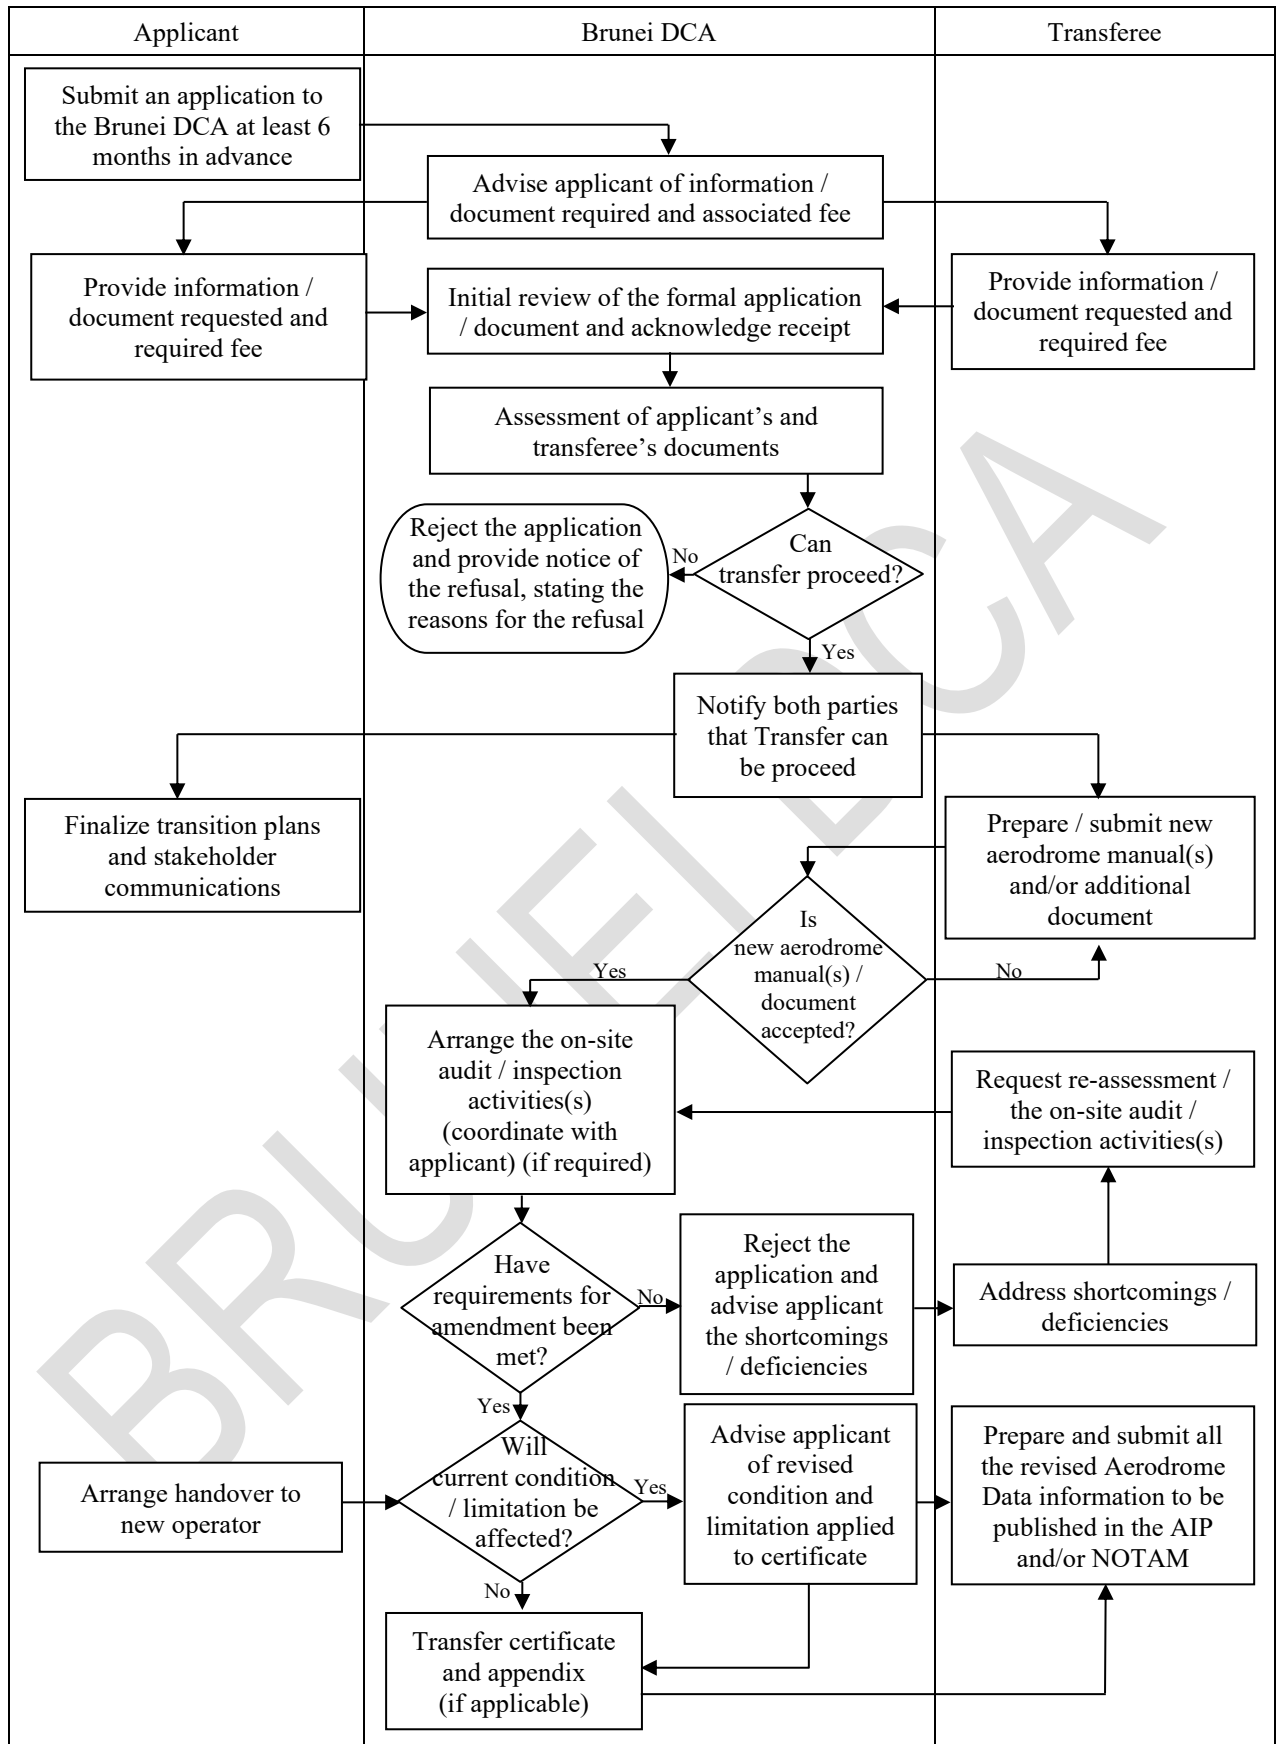 Applicant
Brunei DCA
Transferee
Submit an application to
the Brunei DCA at least 6
months in advance
Advise applicant of information /
document required and associated fee
Provide information /
document requested and
required fee
Initial review of the formal application
/ document and acknowledge receipt
Provide information /
document requested and
required fee
Assessment of applicant’s and
transferee’s documents
Reject the application
and provide notice of
the refusal, stating the
reasons for the refusal
No
Can
transfer proceed?
Yes
Notify both parties
that Transfer can
be proceed
Finalize transition plans
and stakeholder
communications
Prepare / submit new
aerodrome manual(s)
and/or additional
document
Is
new aerodrome
manual(s) /
document
accepted?
Yes
No
Arrange the on-site
audit / inspection
activities(s)
(coordinate with
applicant) (if required)
Request re-assessment /
the on-site audit /
inspection activities(s)
Have
requirements for
amendment been
met?
No
Reject the
application and
advise applicant
the shortcomings
/ deficiencies
Address shortcomings /
deficiencies
Yes
Arrange handover to
new operator
Will
current condition
/ limitation be
affected?
Yes
Advise applicant
of revised
condition and
limitation applied
to certificate
Prepare and submit all
the revised Aerodrome
Data information to be
published in the AIP
and/or NOTAM
No
Transfer certificate
and appendix
(if applicable)
BRUNEI DCA